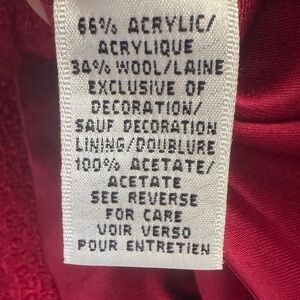 66% ACRYLIC/
ACRYLIQUE
34% WOOL/LAINE
EXCLUSIVE OF
DECORATION/
SAUF DECORATION
LINING/DOUBLURE
100% ACETATE/
ACETATE
SEE REVERSE
FOR CARE
VOIR VERSO
POUR ENTRETIEN